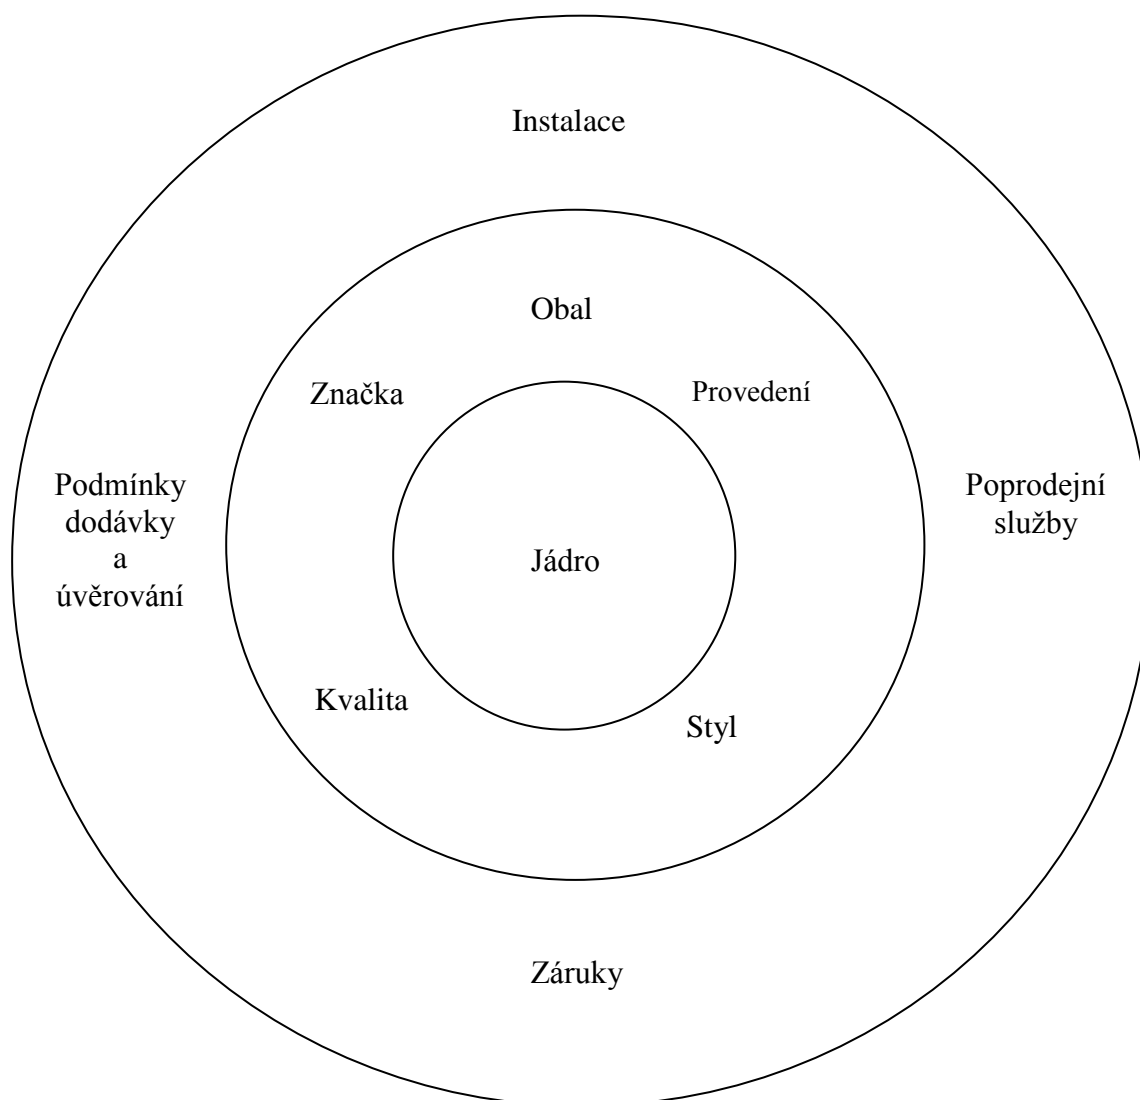 Instalace
Obal
Značka
Provedení
Podmínky
dodávky
a
úvěrování
Poprodejní
služby
Jádro
Kvalita
Styl
Záruky